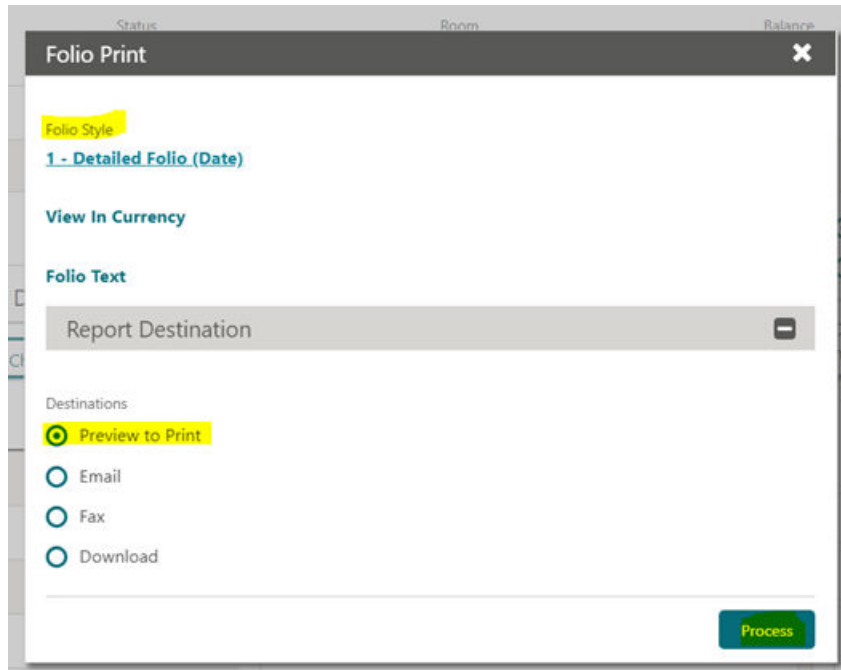 Status Room Balance
Folio Print
Folio Style
1 - Detailed Folio (Date)
View In Currency
Folio Text
D
Report Destination
Cl
Destinations
Preview to Print
Email
Fax
Download
Process